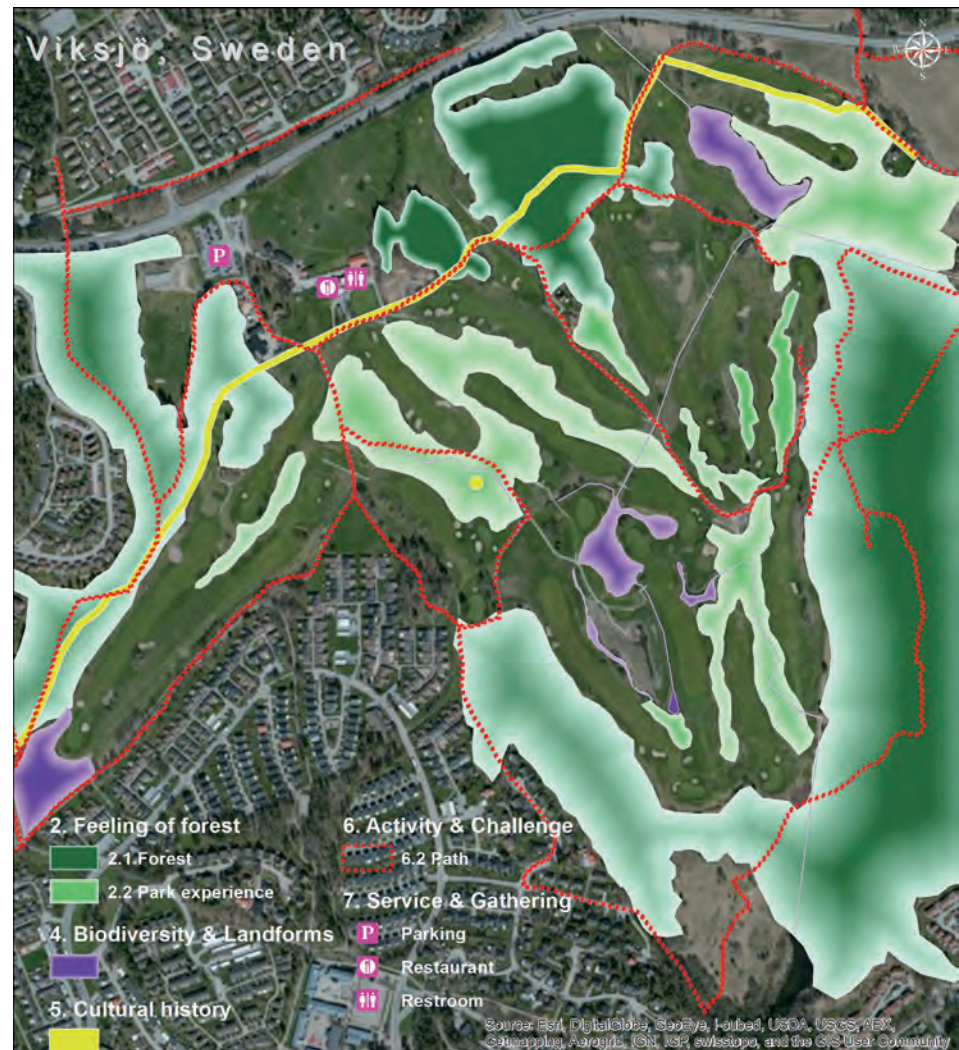 Viksjö, Sweden
N
W E
S
P
2. Feeling of forest
2.1.Forest
2.2 Park experience
4. Biodiversity & Landforms
5. Cultural history
6. Activity & Challenge
6.2 Path
7. Service & Gathering
P Parking
Restaurant
Restroom
Source: Esri, DigitalGlobe, GeoEye, i-cubed, USDA, USGS, AEX,
Getmapping, Aerogrid, IGN, IGP, swisstopo, and the GIS User Community